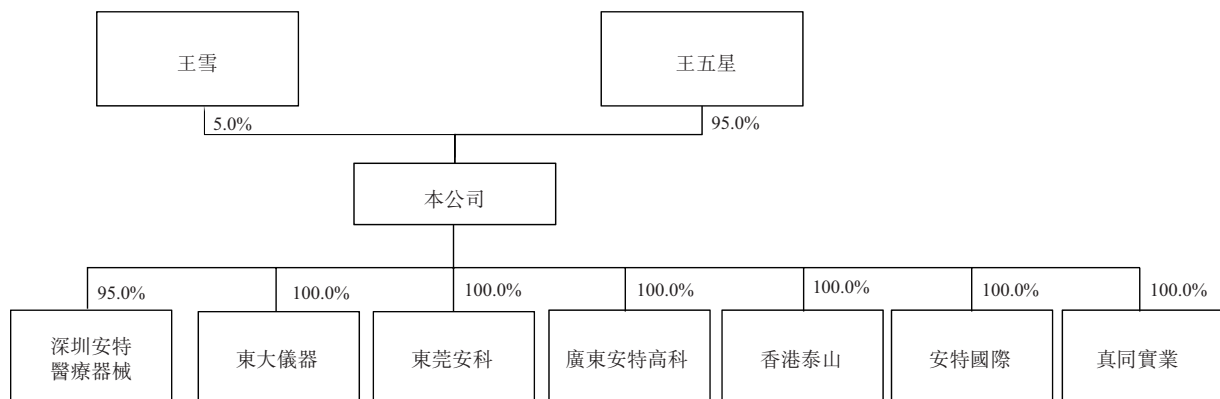 王雪
王五星
5.0%
95.0%
本公司
95.0%
100.0%
100.0%
100.0%
100.0%
100.0%
100.0%
深圳安特
醫療器械
東大儀器
東莞安科
廣東安特高科
香港泰山
安特國際
真同實業